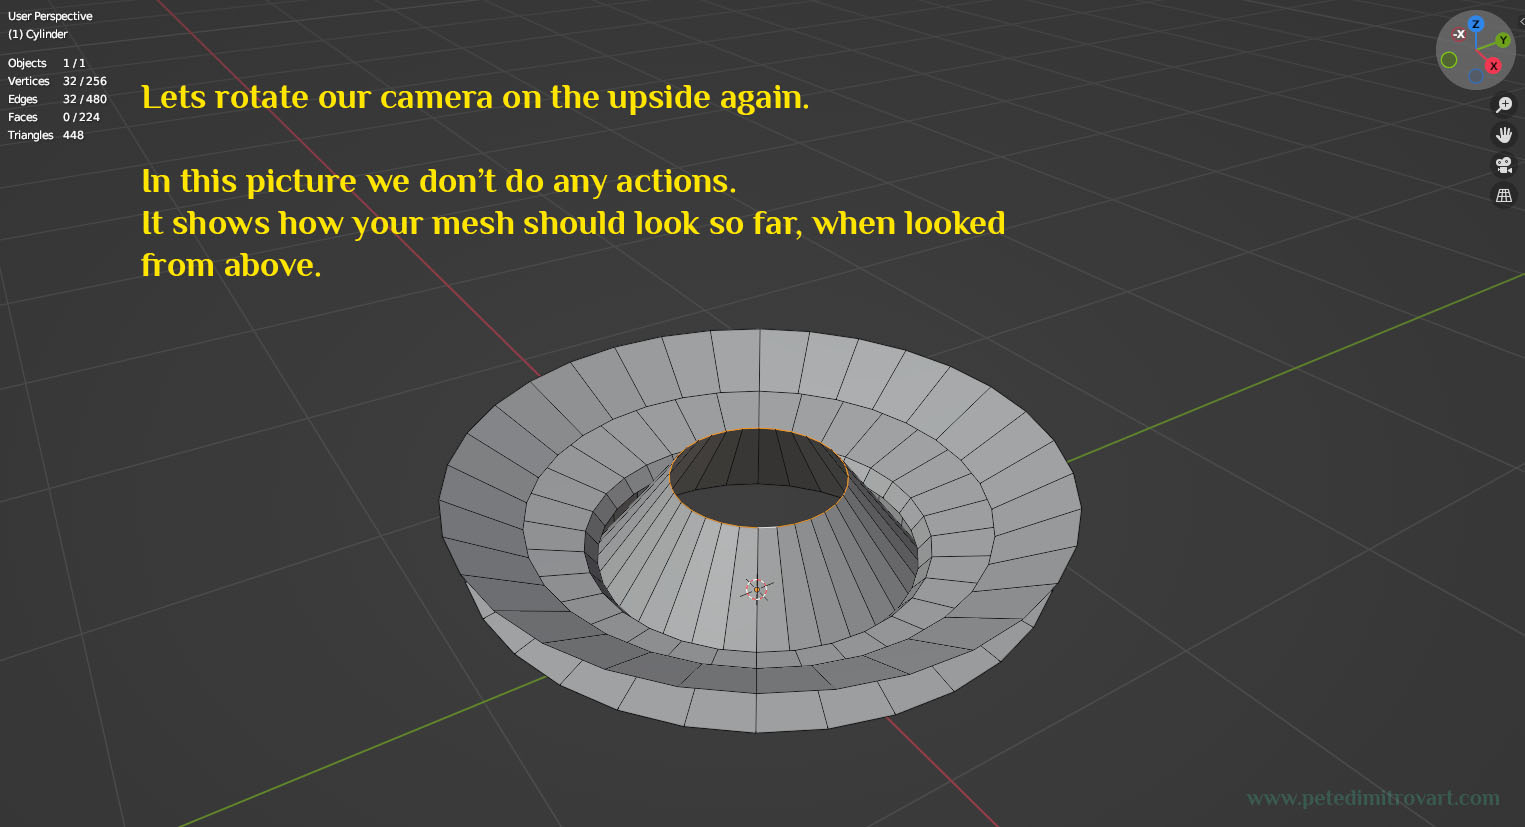 User Perspective
(1) Cylinder
Objects 1 / 1
Vertices 32 / 256
Edges 32 / 480
Faces 0 / 224
Triangles 448
Z
-X
Y
X
Lets rotate our camera on the upside again.
In this picture we don’t do any actions.
It shows how your mesh should look so far, when looked
from above.
www.petedimitrovart.com